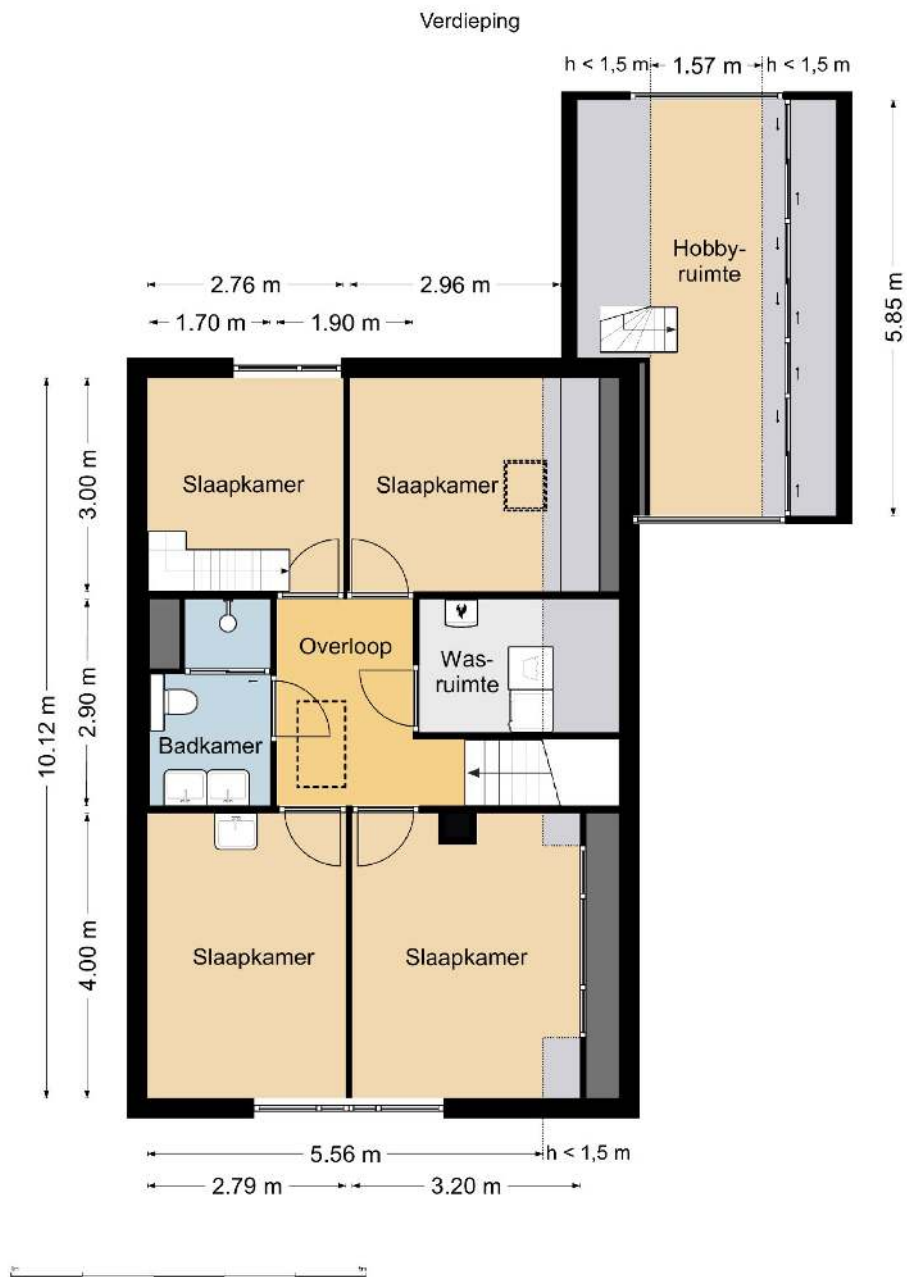 Verdieping
h < 1,5 m
1.57 m
h < 1,5 m
5.85 m
Hobby-
ruimte
2.76 m
2.96 m
1.70 m
1.90 m
10.12 m
3.00 m
2.90 m
4.00 m
Slaapkamer
Slaapkamer
Overloop
Was-
ruimte
Badkamer
Slaapkamer
Slaapkamer
5.56 m
h < 1,5 m
2.79 m
3.20 m